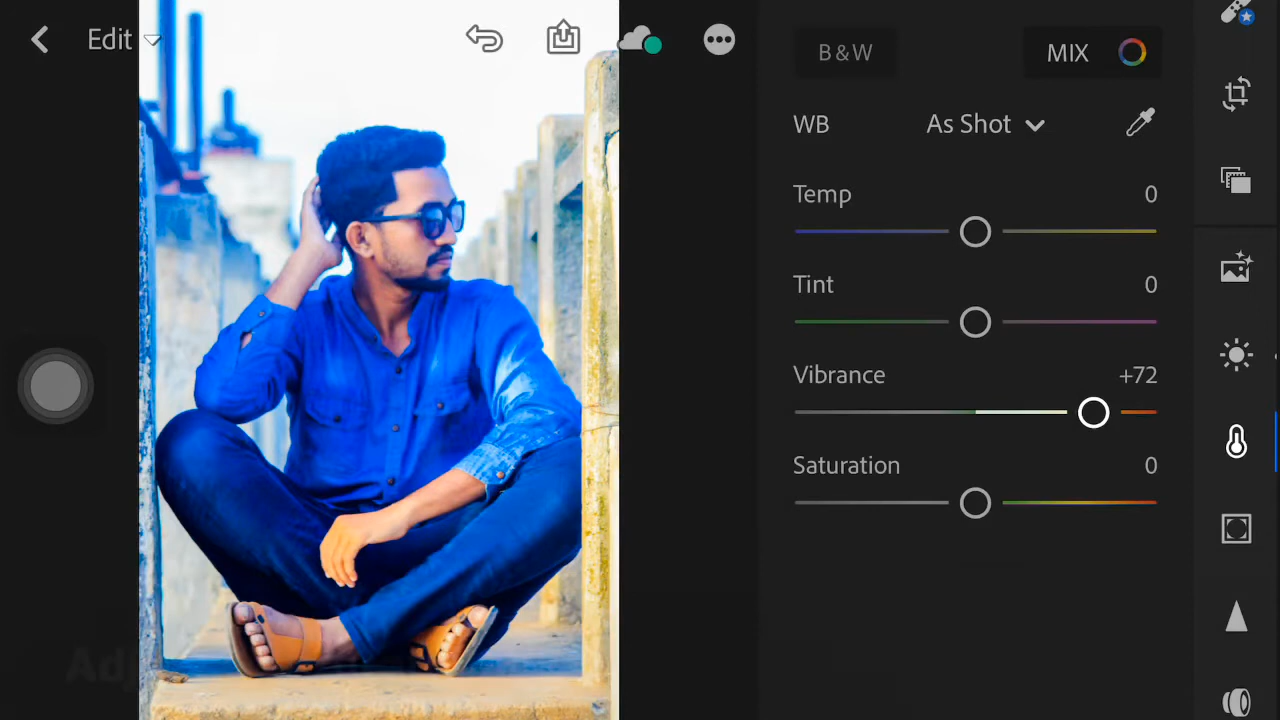 Edit
B&W
MIX
WB
As Shot
Temp
0
Tint
0
Vibrance
+72
Saturation
0